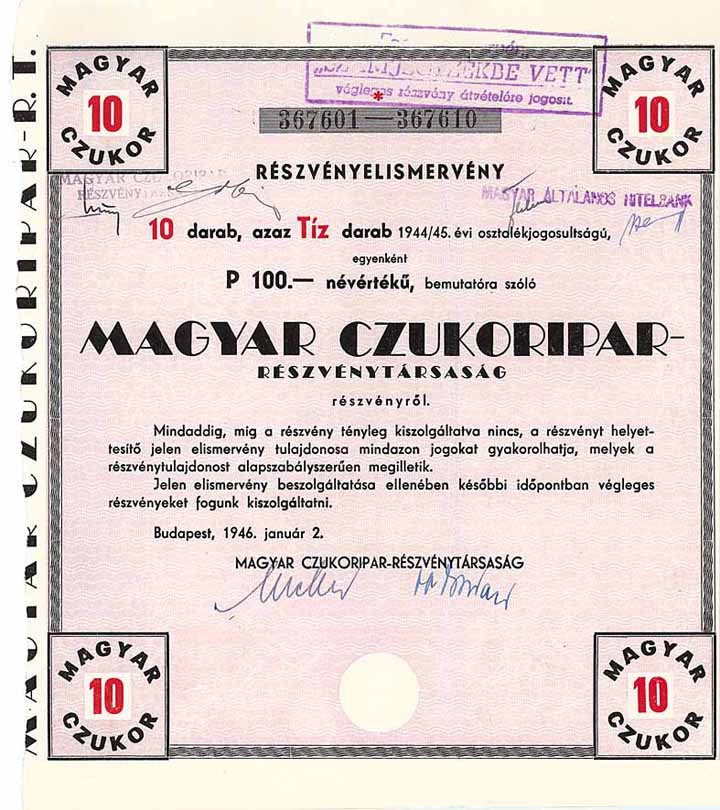 MAGYAR CZUKORIPAR-R.T.
„SZÁMJEGYZÉKBE VETT"
végleges részvény átvételére jogosít.
MAGYAR 10 CZUKOR
MAGYAR 10 CZUKOR
367601—367610
RÉSZVÉNYELISMERVÉNY
MAGYAR CZUKORIPAR
MAGYAR ÁLTALÁNOS HITELBANK
10 darab, azaz Tíz darab 1944/45. évi osztalékjogosultságú,
egyenként
P 100.— névértékű, bemutatóra szóló
MAGYAR CZUKORIPAR-
RÉSZVÉNYTÁRSASÁG
részvényről.
Mindaddig, mig a részvény tényleg kiszolgáltatva nincs, a részvényt helyet-
tesítő jelen elismervény tulajdonosa mindazon jogokat gyakorolhatja, melyek a
részvénytulajdonost alapszabályszerűen megilletik.
Jelen elismervény beszolgáltatása ellenében későbbi időpontban végleges
részvényeket fogunk kiszolgáltatni.
Budapest, 1946. január 2.
MAGYAR CZUKORIPAR-RÉSZVÉNYTÁRSASÁG
MAGYAR 10 CZUKOR
MAGYAR 10 CZUKOR